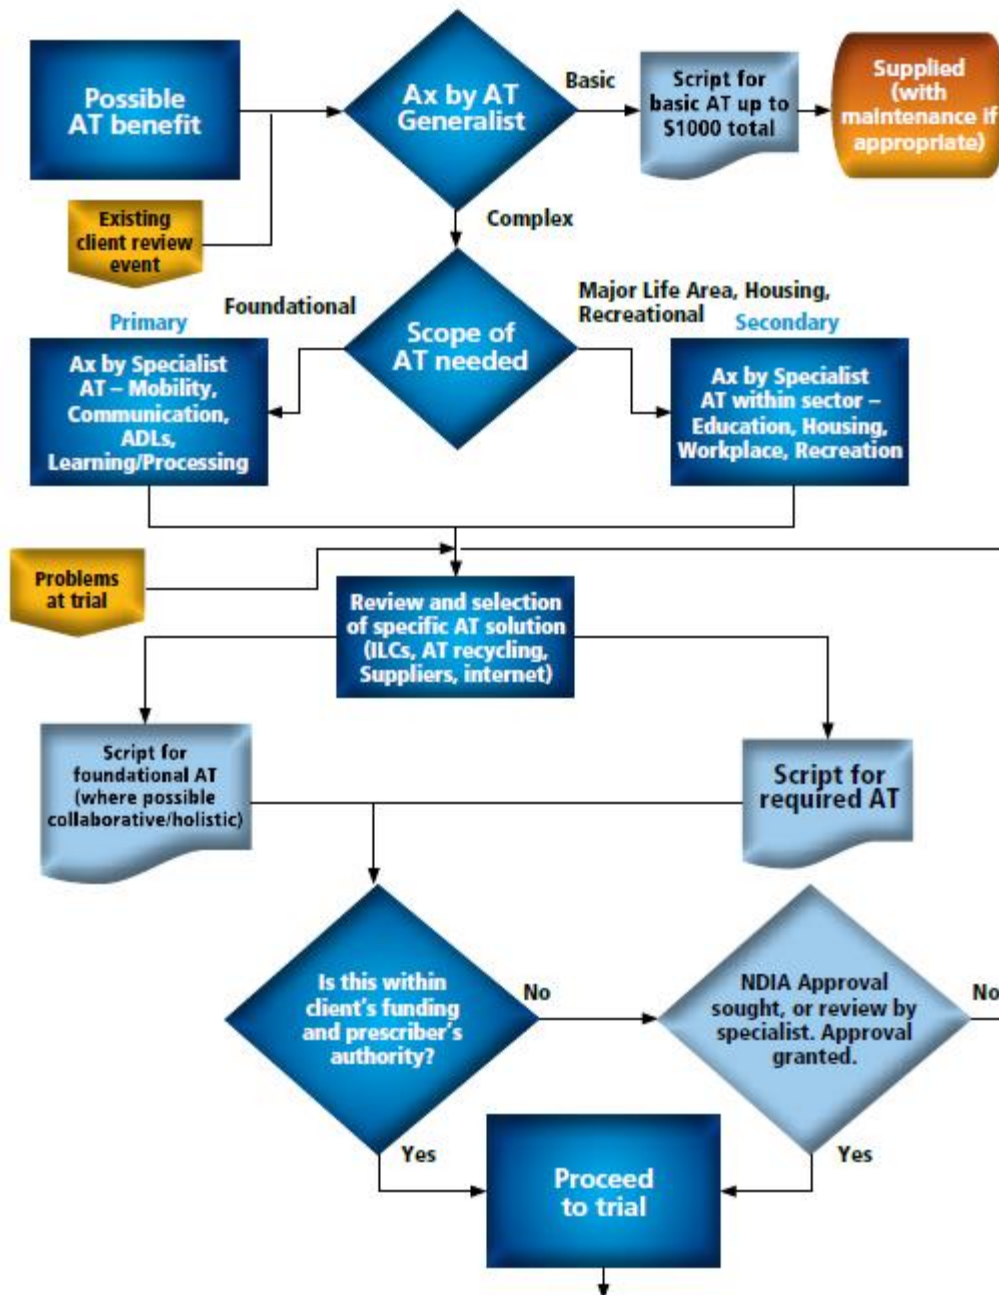 Possible
AT benefit
Ax by AT
Generalist
Basic
Script for
basic AT up to
$1000 total
Supplied
(with
maintenance if
appropriate)
Existing
client review
event
Complex
Foundational
Major Life Area, Housing,
Recreational
Primary
Secondary
Scope of
AT needed
Ax by Specialist
AT – Mobility,
Communication,
ADLs,
Learning/Processing
Ax by Specialist
AT within sector –
Education, Housing,
Workplace, Recreation
Problems
at trial
Review and selection
of specific AT solution
(ILCs, AT recycling,
Suppliers, internet)
Script for
foundational AT
(where possible
collaborative/holistic)
Script for
required AT
Is this within
client's funding
and prescriber's
authority?
No
NDIA Approval
sought, or review by
specialist. Approval
granted.
No
Yes
Yes
Proceed
to trial